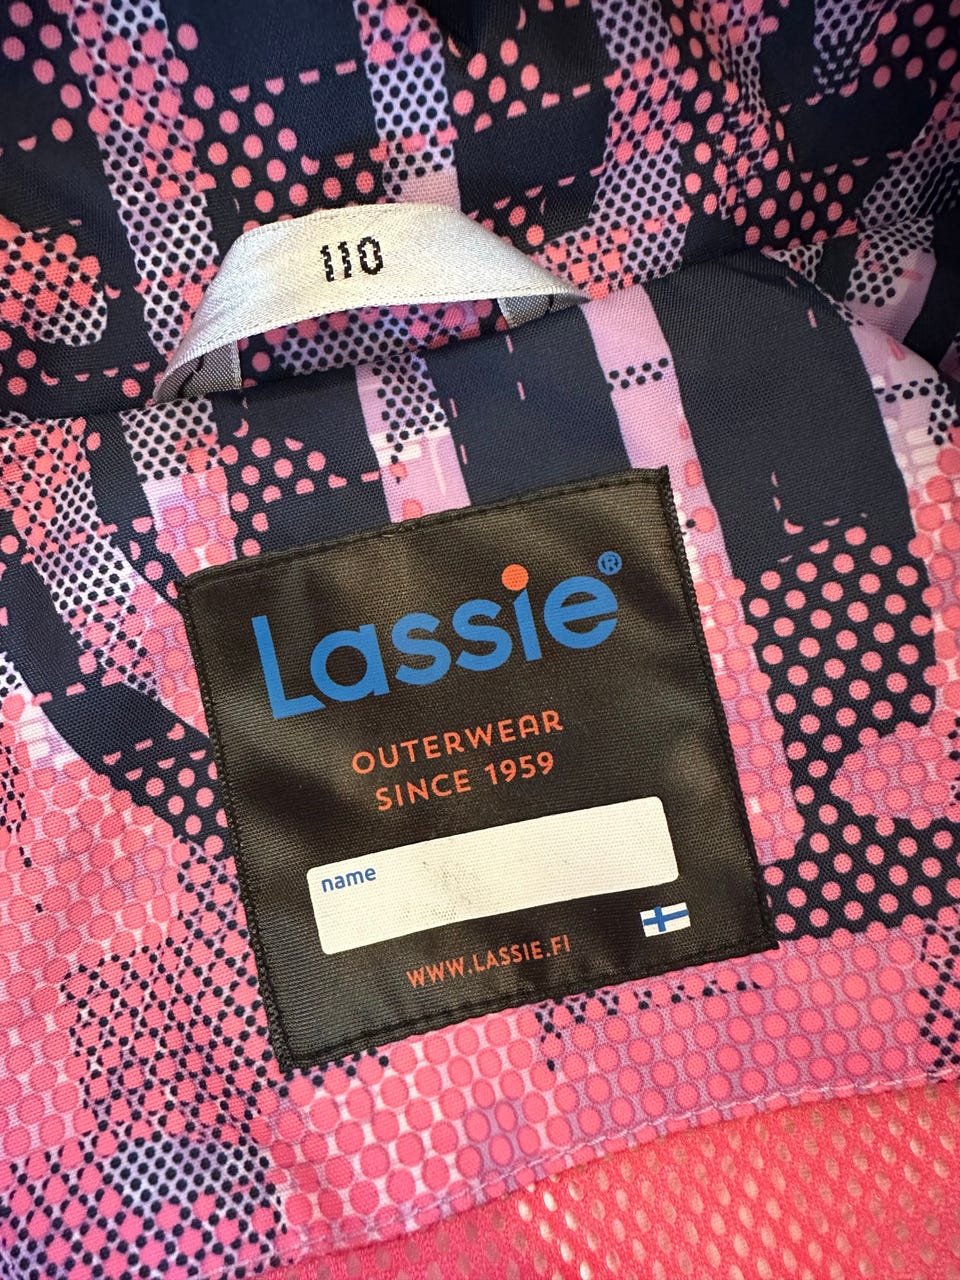 110
Lassie®
OUTERWEAR
SINCE 1959
name
WWW.LASSIE.FI